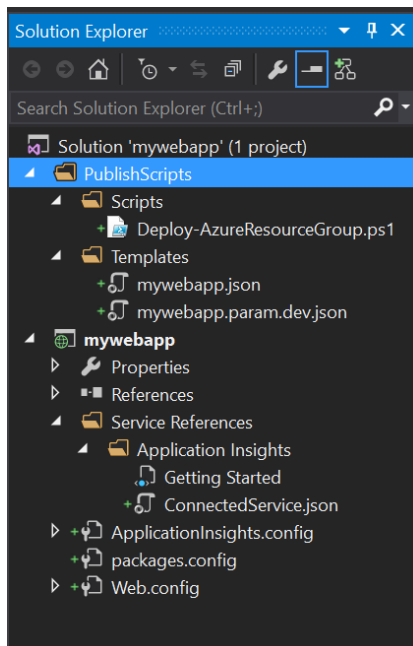 Solution Explorer
Search Solution Explorer (Ctrl+;)
Solution 'mywebapp' (1 project)
PublishScripts
Scripts
Deploy-AzureResourceGroup.ps1
Templates
mywebapp.json
mywebapp.param.dev.json
mywebapp
Properties
References
Service References
Application Insights
Getting Started
ConnectedService.json
ApplicationInsights.config
packages.config
Web.config